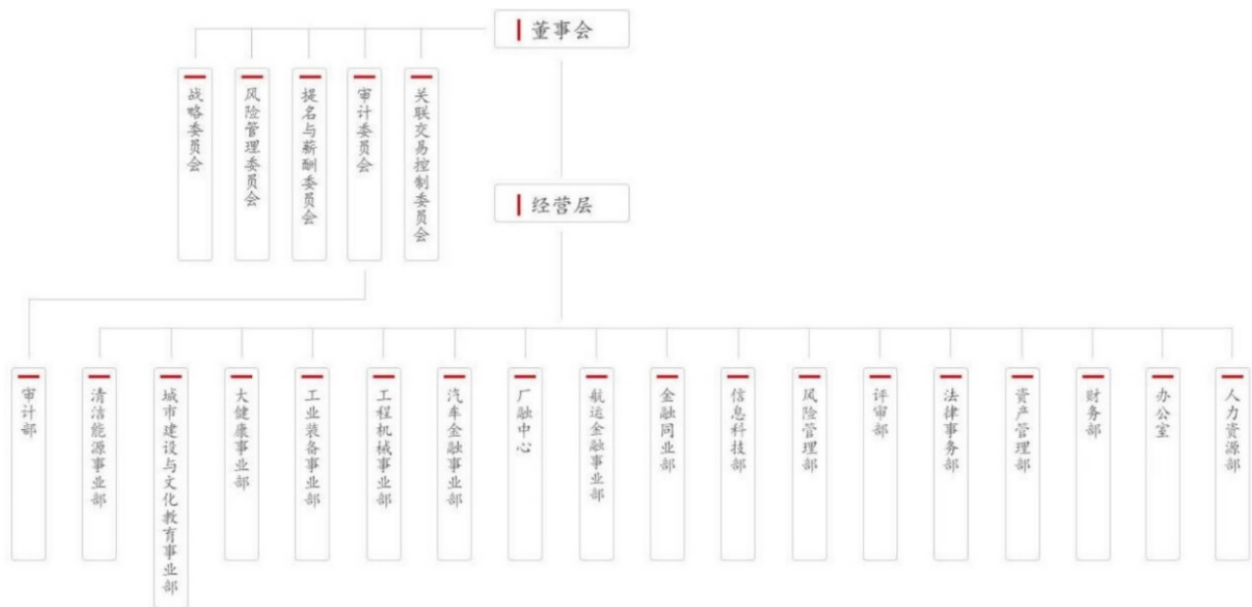 董事会
战略委员会
风险管理委员会
提名与薪酬委员会
审计委员会
关联交易控制委员会
经营层
审计部
清洁能源事业部
城市建设与文化教育事业部
大健康事业部
工业装备事业部
工程机械事业部
汽车金融事业部
厂融中心
航运金融事业部
金融同业部
信息科技部
风险管理部
评审部
法律事务部
资产管理部
财务部
办公室
人力资源部